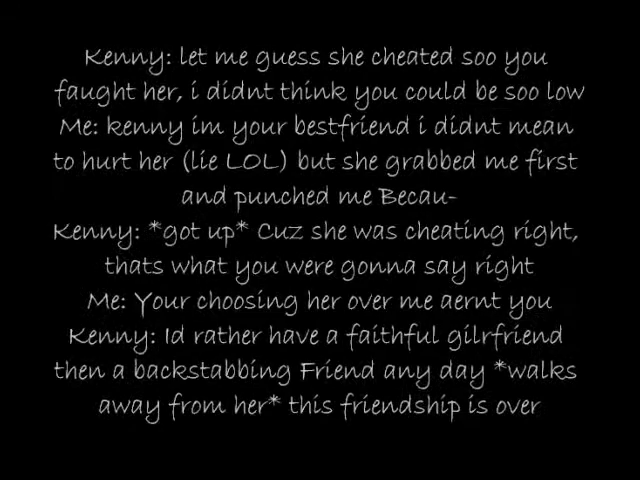 Kenny: let me guess she cheated soo you
faught her, i didnt think you could be soo low
Me: kenny im your bestfriend i didnt mean
to hurt her (lie LOL) but she grabbed me first
and punched me Becau-
Kenny: *got up* Cuz she was cheating right,
thats what you were gonna say right
Me: Your choosing her over me aernt you
Kenny: Id rather have a faithful gilrfriend
then a backstabbing Friend any day *walks
away from her* this friendship is over